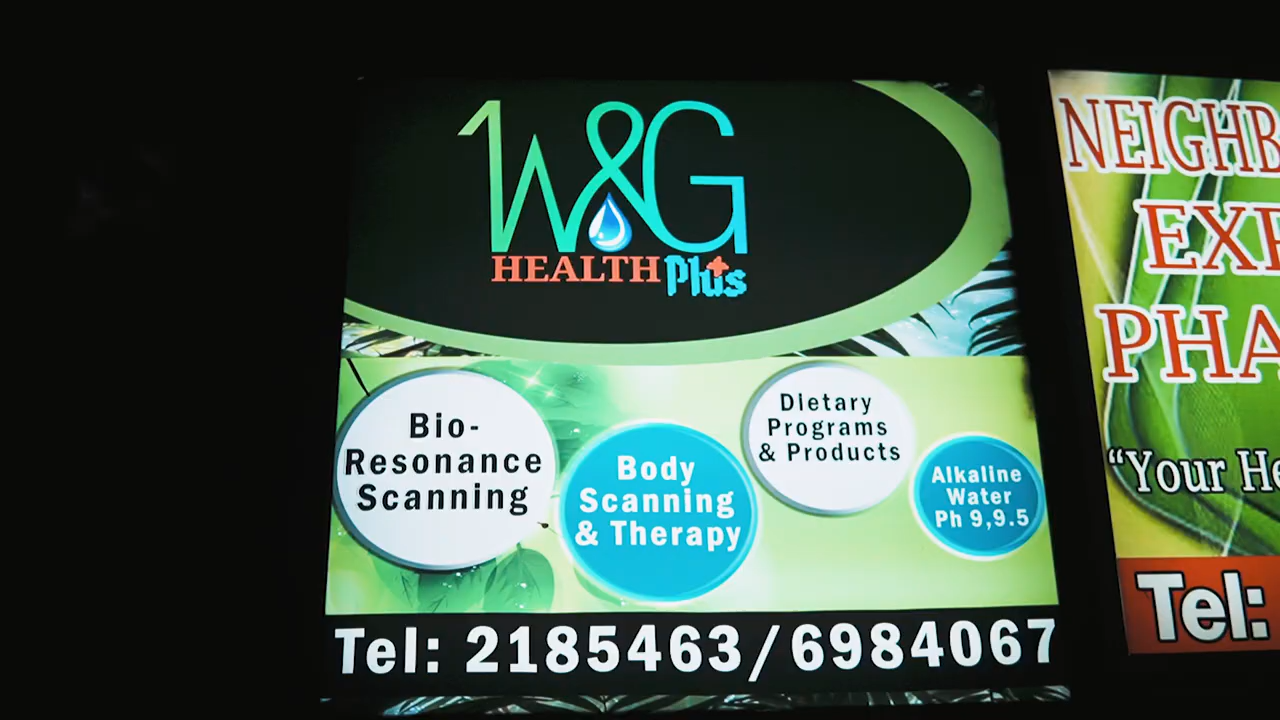 W&G
HEALTH Plus
Bio-
Resonance
Scanning
Body
Scanning
& Therapy
Dietary
Programs
& Products
Alkaline
Water
Ph 9,9.5
Tel: 2185463/6984067
“Your
Tel: